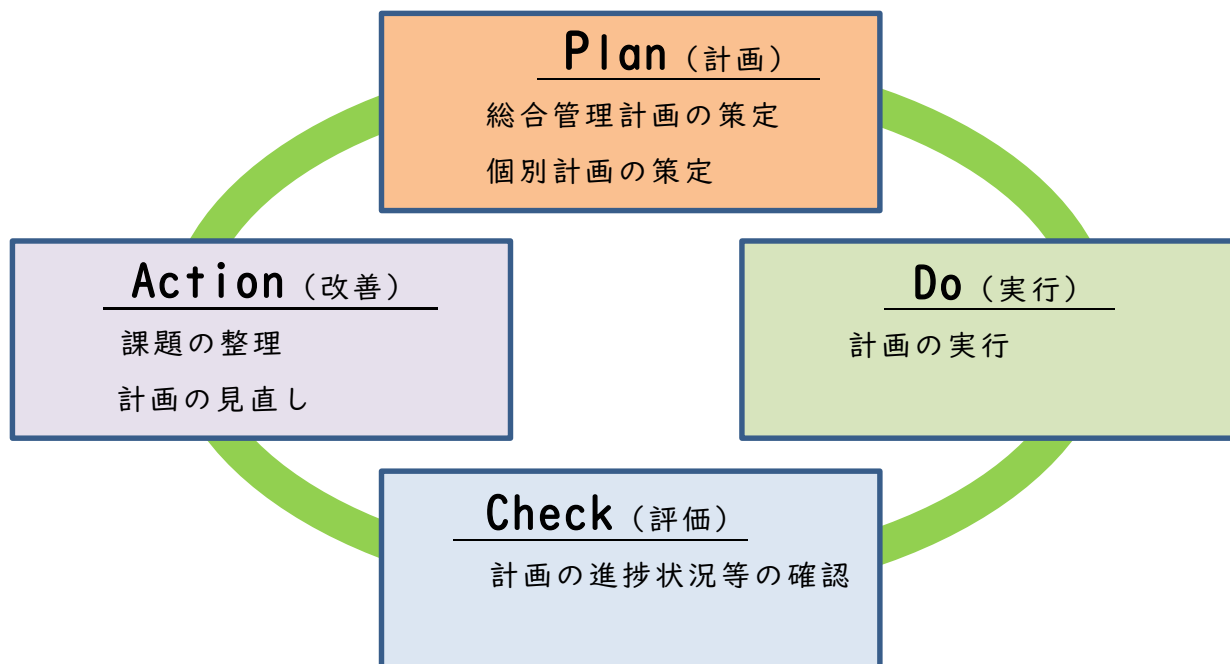 Plan（計画）
総合管理計画の策定
個別計画の策定
Do（実行）
計画の実行
Check（評価）
計画の進捗状況等の確認
Action（改善）
課題の整理
計画の見直し